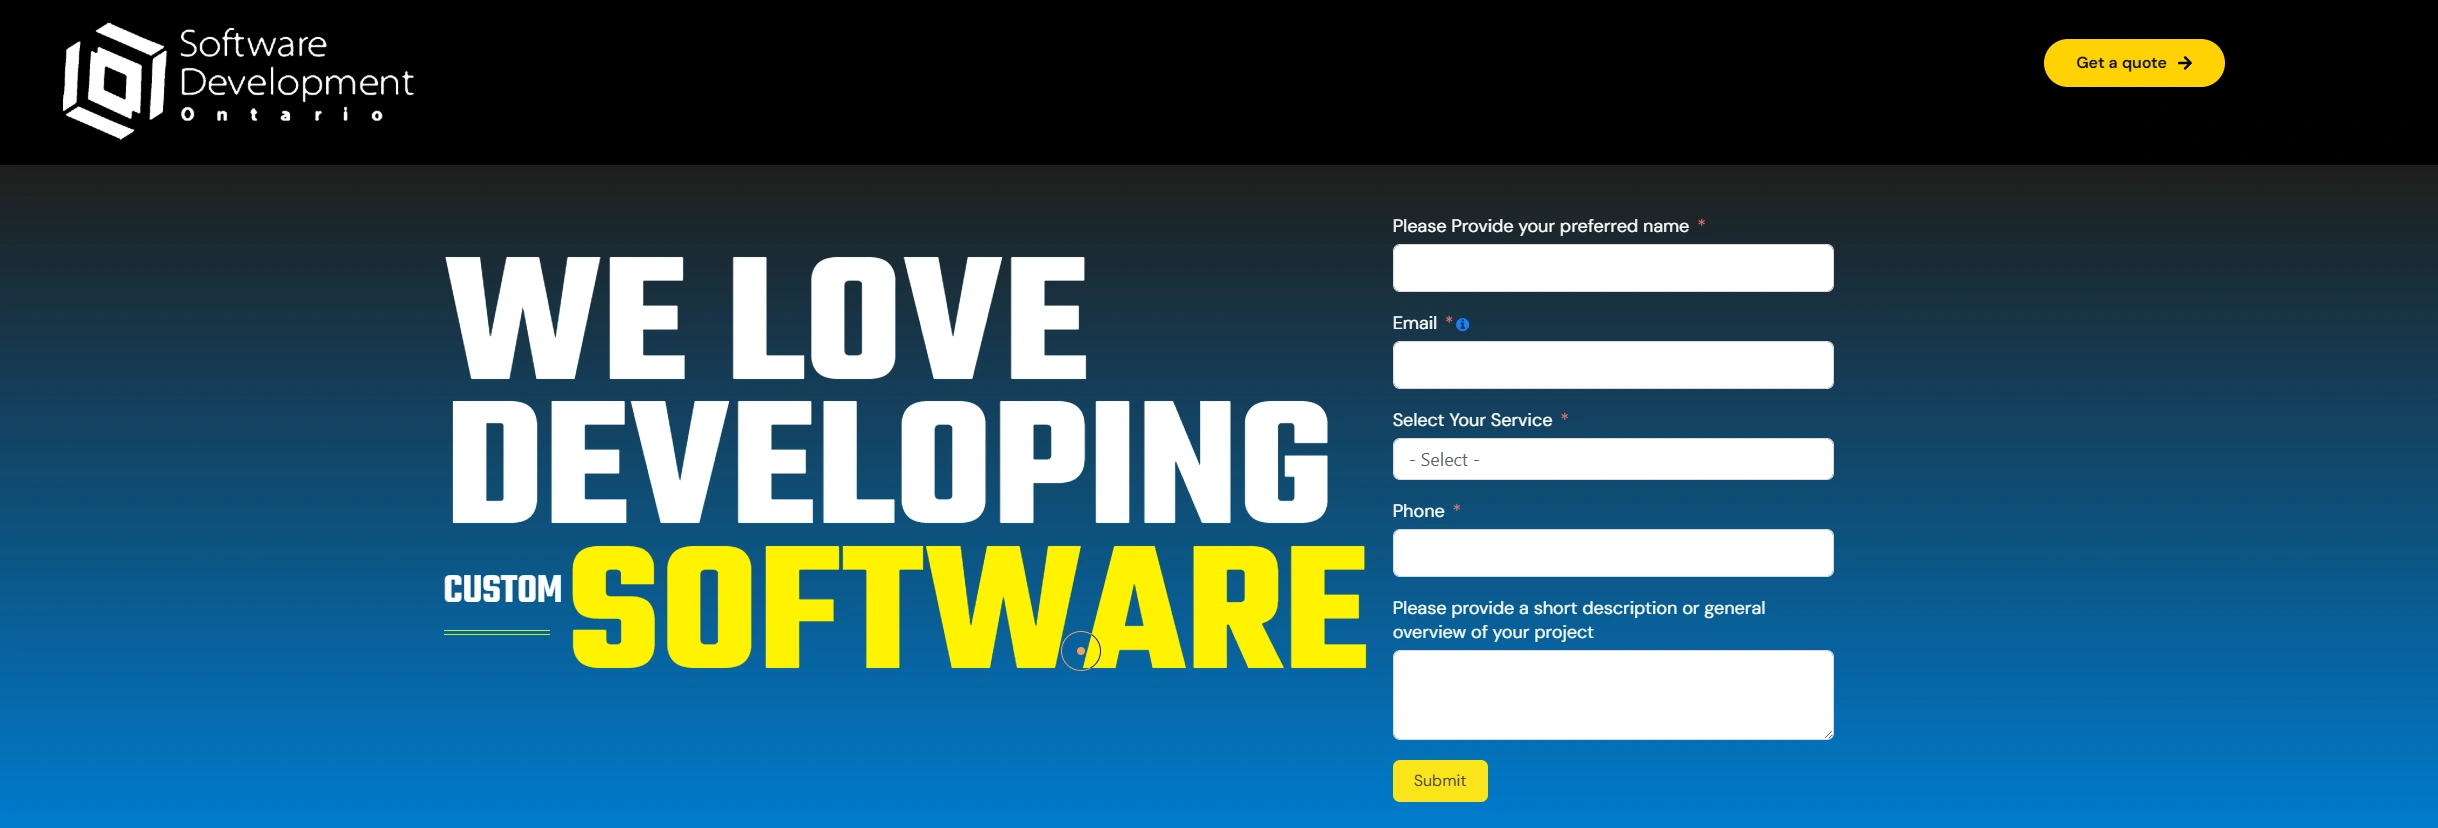 Software
Development
Ontario
Get a quote
WE LOVE
DEVELOPING
CUSTOM SOFTWARE
Please Provide your preferred name *
Email *
Select Your Service *
- Select -
Phone *
Please provide a short description or general
overview of your project
Submit